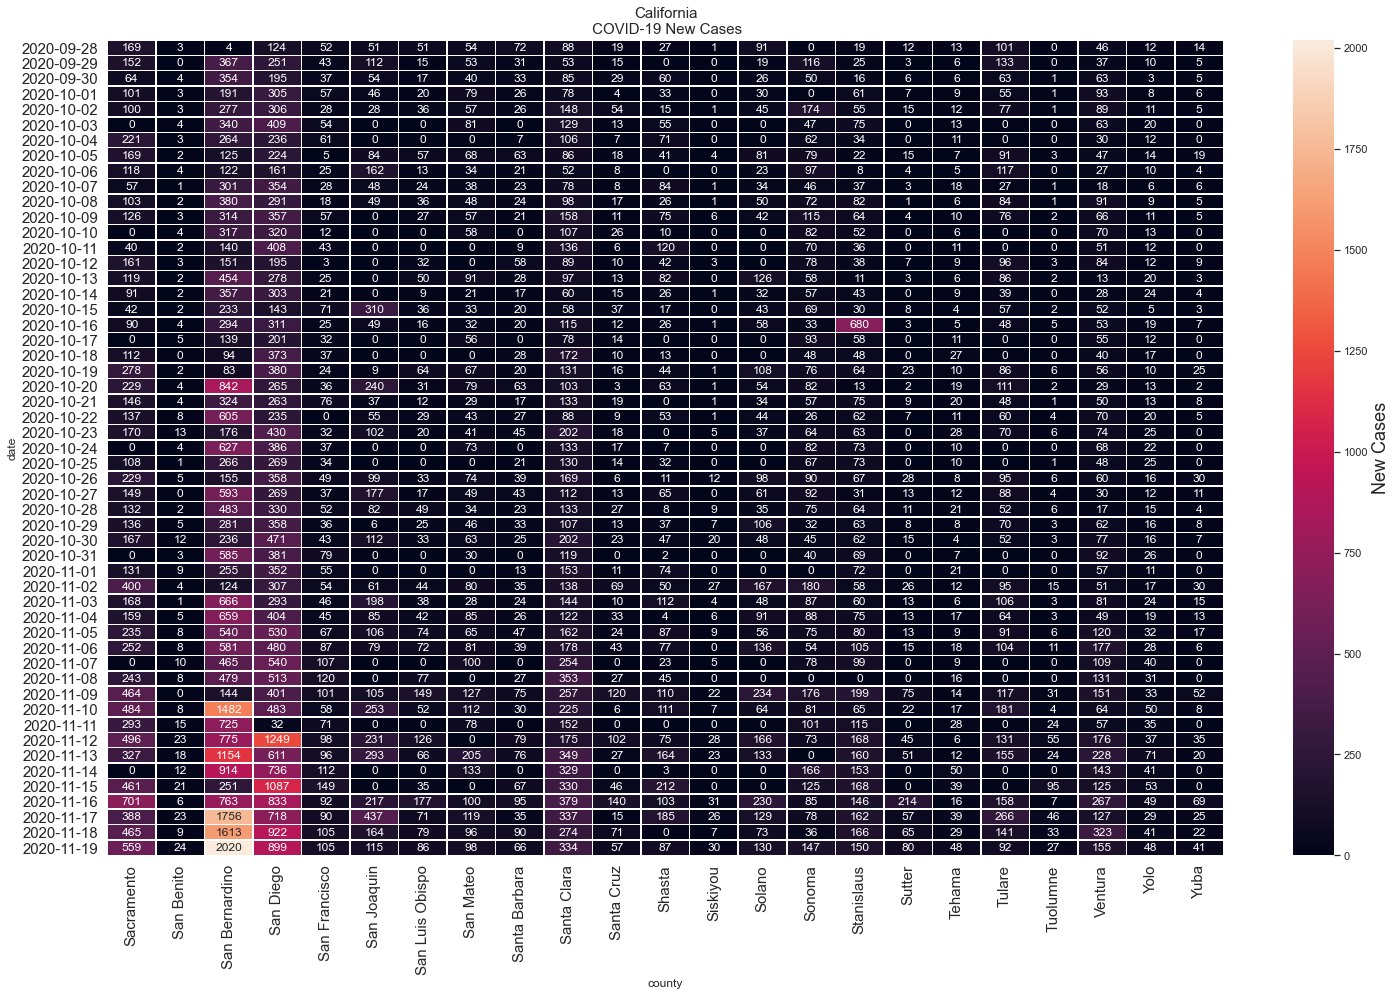 California
COVID-19 New Cases
2020-09-28 169 3 4 124 52 51 51 54 72 88 19 27 1 91 0 19 12 13 101 0 46 12 14
2020-09-29 152 0 367 251 43 112 15 53 31 53 15 0 0 19 116 25 3 6 133 0 37 10 5
2020-09-30 64 4 354 195 37 54 17 40 33 85 29 60 0 26 50 16 6 6 63 1 63 3 5
2020-10-01 101 3 191 305 57 46 20 79 26 78 4 33 0 30 0 61 7 9 55 1 93 8 6
2020-10-02 100 3 277 306 28 28 36 57 26 148 54 15 1 45 174 55 15 12 77 1 89 11 5
2020-10-03 0 4 340 409 54 0 0 81 0 129 13 55 0 0 47 75 0 13 0 0 63 20 0
2020-10-04 221 3 264 236 61 0 0 0 7 106 7 71 0 0 62 34 0 11 0 0 30 12 0
2020-10-05 169 2 125 224 5 84 57 68 63 86 18 41 4 81 79 22 15 7 91 3 47 14 19
2020-10-06 118 4 122 161 25 162 13 34 21 52 8 0 0 23 97 8 4 5 117 0 27 10 4
2020-10-07 57 1 301 354 28 48 24 38 23 78 8 84 1 34 46 37 3 18 27 1 18 6 6
2020-10-08 103 2 380 291 18 49 36 48 24 98 17 26 1 50 72 82 1 6 84 1 91 9 5
2020-10-09 126 3 314 357 57 0 27 57 21 158 11 75 6 42 115 64 4 10 76 2 66 11 5
2020-10-10 0 4 317 320 12 0 0 58 0 107 26 10 0 0 82 52 0 6 0 0 70 13 0
2020-10-11 40 2 140 408 43 0 0 0 9 136 6 120 0 0 70 36 0 11 0 0 51 12 0
2020-10-12 161 3 151 195 3 0 32 0 58 89 10 42 3 0 78 38 7 9 96 3 84 12 9
2020-10-13 119 2 454 278 25 0 50 91 28 97 13 82 0 126 58 11 3 6 86 2 13 20 3
2020-10-14 91 2 357 303 21 0 9 21 17 60 15 26 1 32 57 43 0 9 39 0 28 24 4
2020-10-15 42 2 233 143 71 310 36 33 20 58 37 17 0 43 69 30 8 4 57 2 52 5 3
2020-10-16 90 4 294 311 25 49 16 32 20 115 12 26 1 58 33 680 3 5 48 5 53 19 7
2020-10-17 0 5 139 201 32 0 0 56 0 78 14 0 0 0 93 58 0 11 0 0 55 12 0
2020-10-18 112 0 94 373 37 0 0 0 28 172 10 13 0 0 48 48 0 27 0 0 40 17 0
2020-10-19 278 2 83 380 24 9 64 67 20 131 16 44 1 108 76 64 23 10 86 6 56 10 25
2020-10-20 229 4 842 265 36 240 31 79 63 103 3 63 1 54 82 13 2 19 111 2 29 13 2
2020-10-21 146 4 324 263 76 37 12 29 17 133 19 0 1 34 57 75 9 20 48 1 50 13 8
2020-10-22 137 8 605 235 0 55 29 43 27 88 9 53 1 44 26 62 7 11 60 4 70 20 5
2020-10-23 170 13 176 430 32 102 20 41 45 202 18 0 5 37 64 63 0 28 70 6 74 25 0
2020-10-24 0 4 627 386 37 0 0 73 0 133 17 7 0 0 82 73 0 10 0 0 68 22 0
2020-10-25 108 1 266 269 34 0 0 0 21 130 14 32 0 0 67 73 0 10 0 1 48 25 0
2020-10-26 229 5 155 358 49 99 33 74 39 169 6 11 12 98 90 67 28 8 95 6 60 16 30
2020-10-27 149 0 593 269 37 177 17 49 43 112 13 65 0 61 92 31 13 12 88 4 30 12 11
2020-10-28 132 2 483 330 52 82 49 34 23 133 27 8 9 35 75 64 11 21 52 6 17 15 4
2020-10-29 136 5 281 358 36 6 25 46 33 107 13 37 7 106 32 63 8 8 70 3 62 16 8
2020-10-30 167 12 236 471 43 112 33 63 25 202 23 47 20 48 45 62 15 4 52 3 77 16 7
2020-10-31 0 3 585 381 79 0 0 30 0 119 0 2 0 0 40 69 0 7 0 0 92 26 0
2020-11-01 131 9 255 352 55 0 0 0 13 153 11 74 0 0 0 72 0 21 0 0 57 11 0
2020-11-02 400 4 124 307 54 61 44 80 35 138 69 50 27 167 180 58 26 12 95 15 51 17 30
2020-11-03 168 1 666 293 46 198 38 28 24 144 10 112 4 48 87 60 13 6 106 3 81 24 15
2020-11-04 159 5 659 404 45 85 42 85 26 122 33 4 6 91 88 75 13 17 64 3 49 19 13
2020-11-05 235 8 540 530 67 106 74 65 47 162 24 87 9 56 75 80 13 9 91 6 120 32 17
2020-11-06 252 8 581 480 87 79 72 81 39 178 43 77 0 136 54 105 15 18 104 11 177 28 6
2020-11-07 0 10 465 540 107 0 0 100 0 254 0 23 5 0 78 99 0 9 0 0 109 40 0
2020-11-08 243 8 479 513 120 0 77 0 27 353 27 45 0 0 0 0 0 16 0 0 131 31 0
2020-11-09 464 0 144 401 101 105 149 127 75 257 120 110 22 234 176 199 75 14 117 31 151 33 52
2020-11-10 484 8 1482 483 58 253 52 112 30 225 6 111 7 64 81 65 22 17 181 4 64 50 8
2020-11-11 293 15 725 32 71 0 0 78 0 152 0 0 0 0 101 115 0 28 0 24 57 35 0
2020-11-12 496 23 775 1249 98 231 126 0 79 175 102 75 28 166 73 168 45 6 131 55 176 37 35
2020-11-13 327 18 1154 611 96 293 66 205 76 349 27 164 23 133 0 160 51 12 155 24 228 71 20
2020-11-14 0 12 914 736 112 0 0 133 0 329 0 3 0 0 166 153 0 50 0 0 143 41 0
2020-11-15 461 21 251 1087 149 0 35 0 67 330 46 212 0 0 125 168 0 39 0 95 125 53 0
2020-11-16 701 6 763 833 92 217 177 100 95 379 140 103 31 230 85 146 214 16 158 7 267 49 69
2020-11-17 388 23 1756 718 90 437 71 119 35 337 15 185 26 129 78 162 57 39 266 46 127 29 25
2020-11-18 465 9 1613 922 105 164 79 96 90 274 71 0 7 73 36 166 65 29 141 33 323 41 22
2020-11-19 559 24 2020 899 105 115 86 98 66 334 57 87 30 130 147 150 80 48 92 27 155 48 41
date
Sacramento San Benito San Bernardino San Diego San Francisco San Joaquin San Luis Obispo San Mateo Santa Barbara Santa Clara Santa Cruz Shasta Siskiyou Solano Sonoma Stanislaus Sutter Tehama Tulare Tuolumne Ventura Yolo Yuba
county
2000
1750
1500
1250
1000
750
500
250
0
New Cases